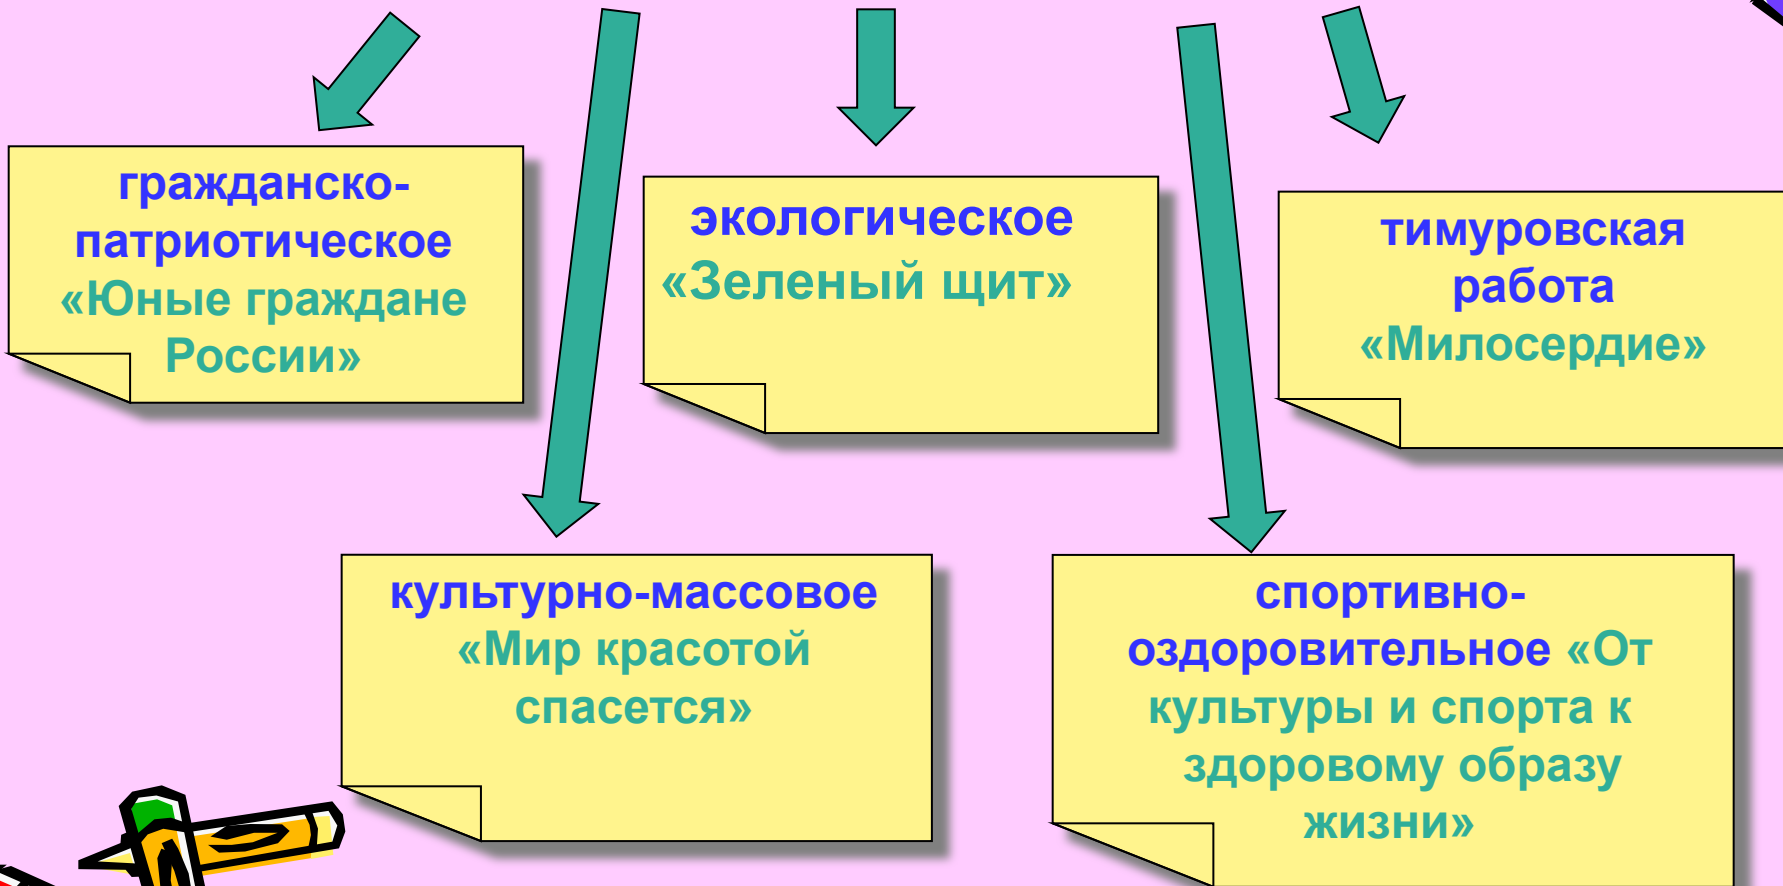 гражданско-
патриотическое
«Юные граждане
России»
экологическое
«Зеленый щит»
тимуровская
работа
«Милосердие»
культурно-массовое
«Мир красотой
спасется»
спортивно-
оздоровительное «От
культуры и спорта к
здоровому образу
жизни»